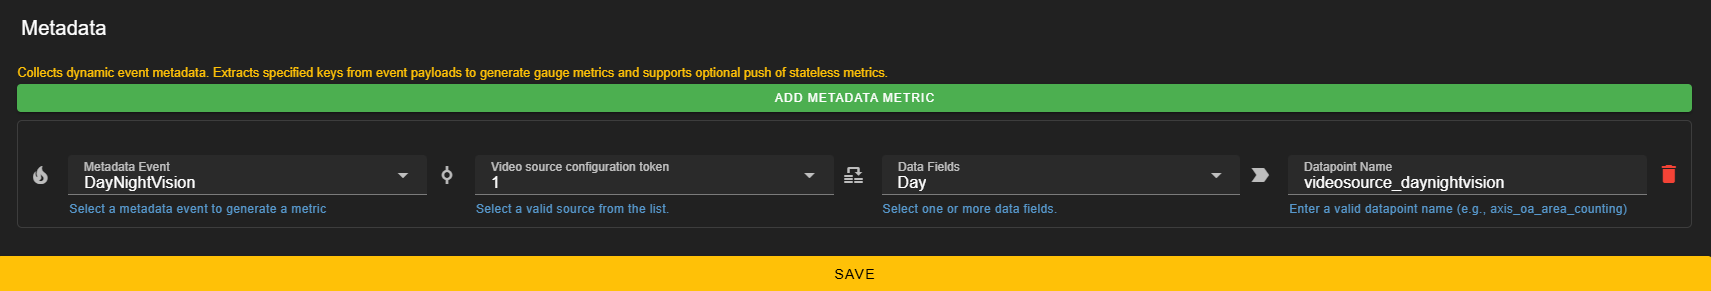 Metadata
Collects dynamic event metadata. Extracts specified keys from event payloads to generate gauge metrics and supports optional push of stateless metrics.
ADD METADATA METRIC
Metadata Event
DayNightVision
Select a metadata event to generate a metric
Video source configuration token
1
Select a valid source from the list.
Data Fields
Day
Select one or more data fields.
Datapoint Name
videosource_daynightvision
Enter a valid datapoint name (e.g., axis_oa_area_counting)
SAVE